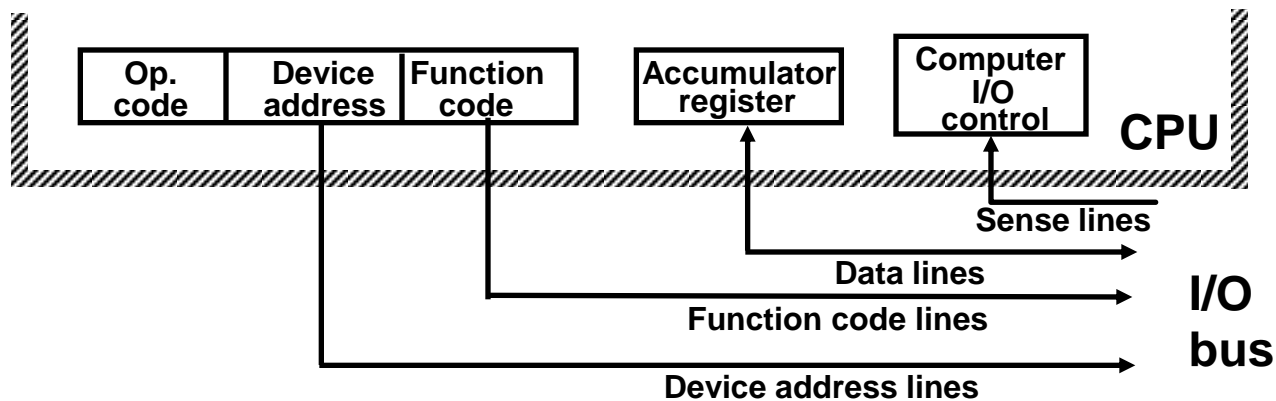 Op.
code
Device
address
Function
code
Accumulator
register
Computer
I/O
control
CPU
Sense lines
Data lines
Function code lines
Device address lines
I/O
bus